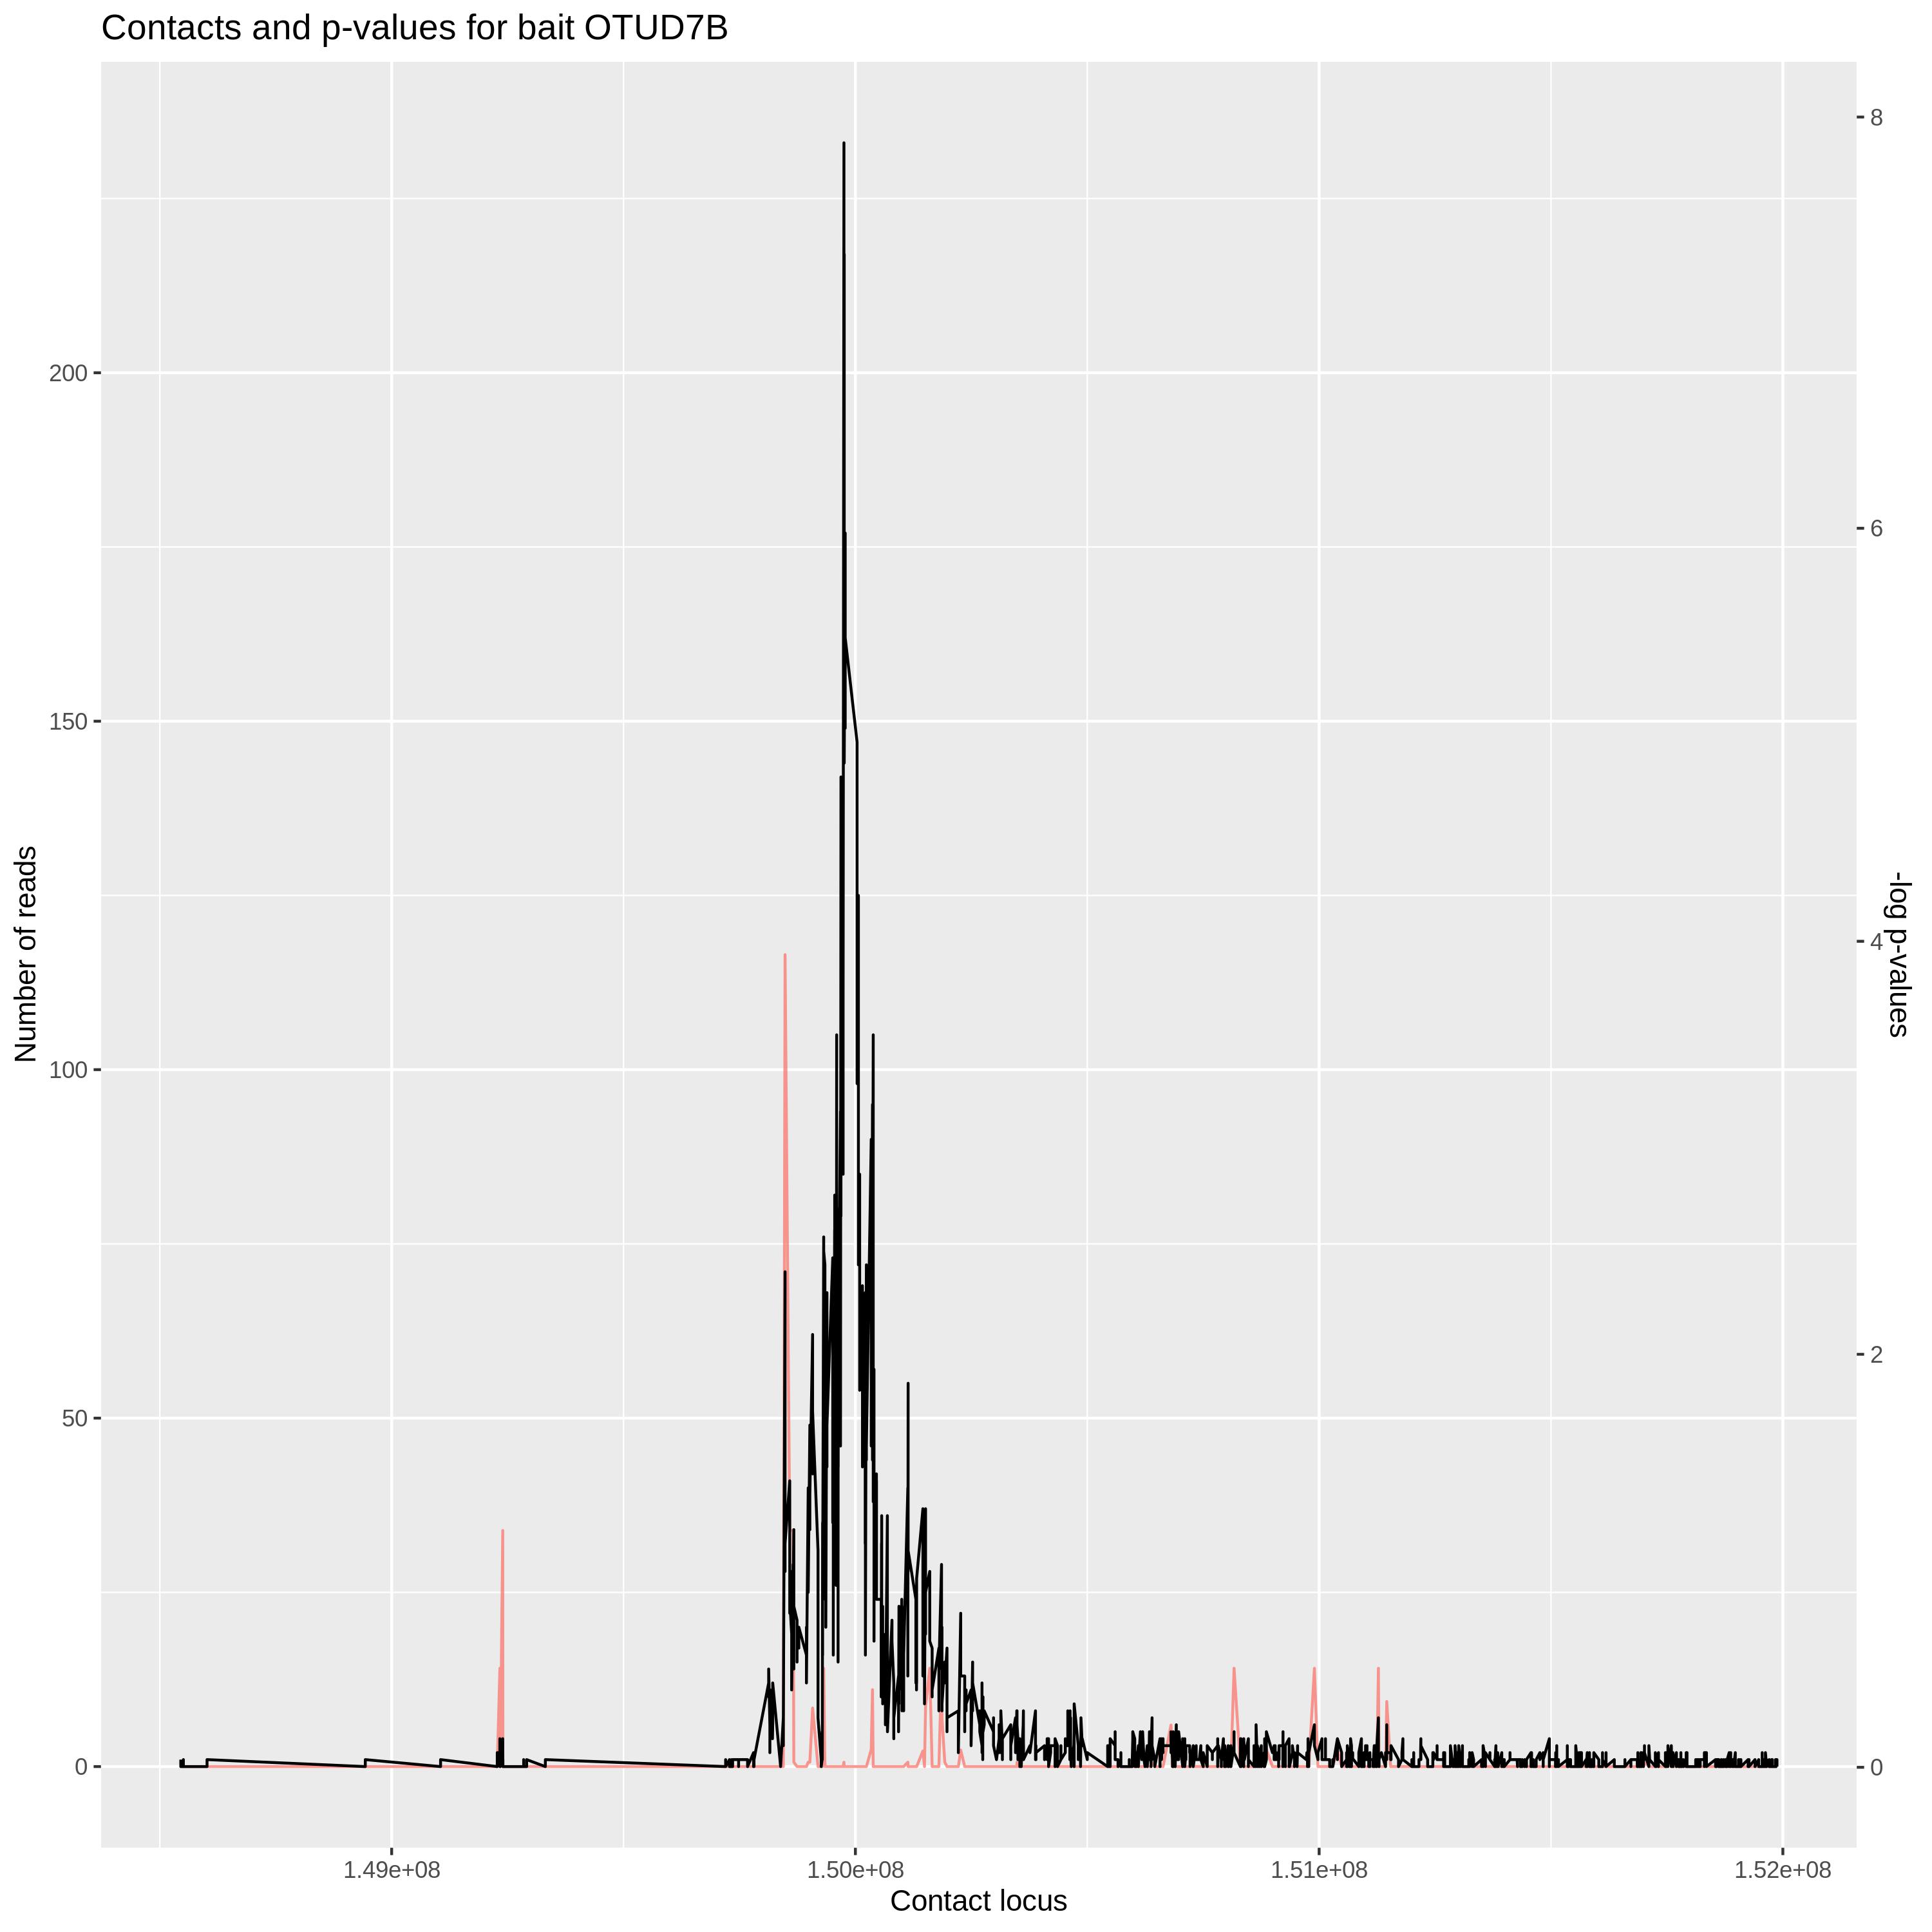 Contacts and p-values for bait OTUD7B
Number of reads
200
150
100
50
0
8
6
4
2
0
-log p-values
1.49e+08
1.50e+08
1.51e+08
1.52e+08
Contact locus